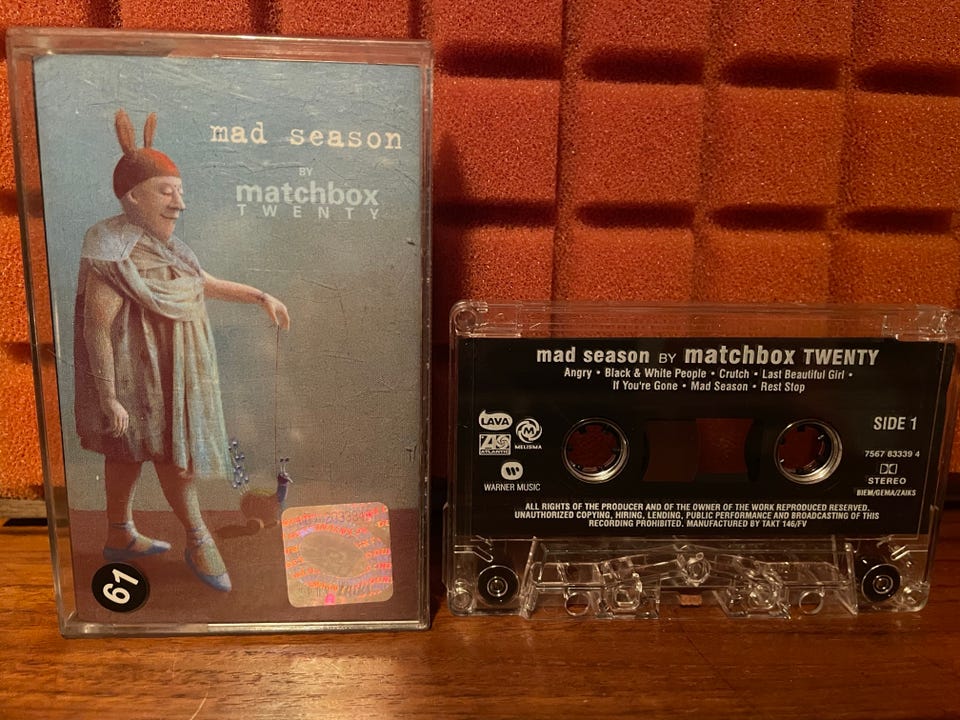 mad season
BY
matchbox
TWENTY
61
mad season BY matchbox TWENTY
Angry • Black & White People • Crutch • Last Beautiful Girl •
If You're Gone • Mad Season • Rest Stop
LAVA
ATLANTIC
MELISMA
WARNER MUSIC
SIDE 1
7567 83339 4
STEREO
BIEM/GEMA/ZAIKS
ALL RIGHTS OF THE PRODUCER AND OF THE OWNER OF THE WORK REPRODUCED RESERVED.
UNAUTHORIZED COPYING, HIRING, LENDING, PUBLIC PERFORMANCE AND BROADCASTING OF THIS
RECORDING PROHIBITED. MANUFACTURED BY TAKT 146/FV